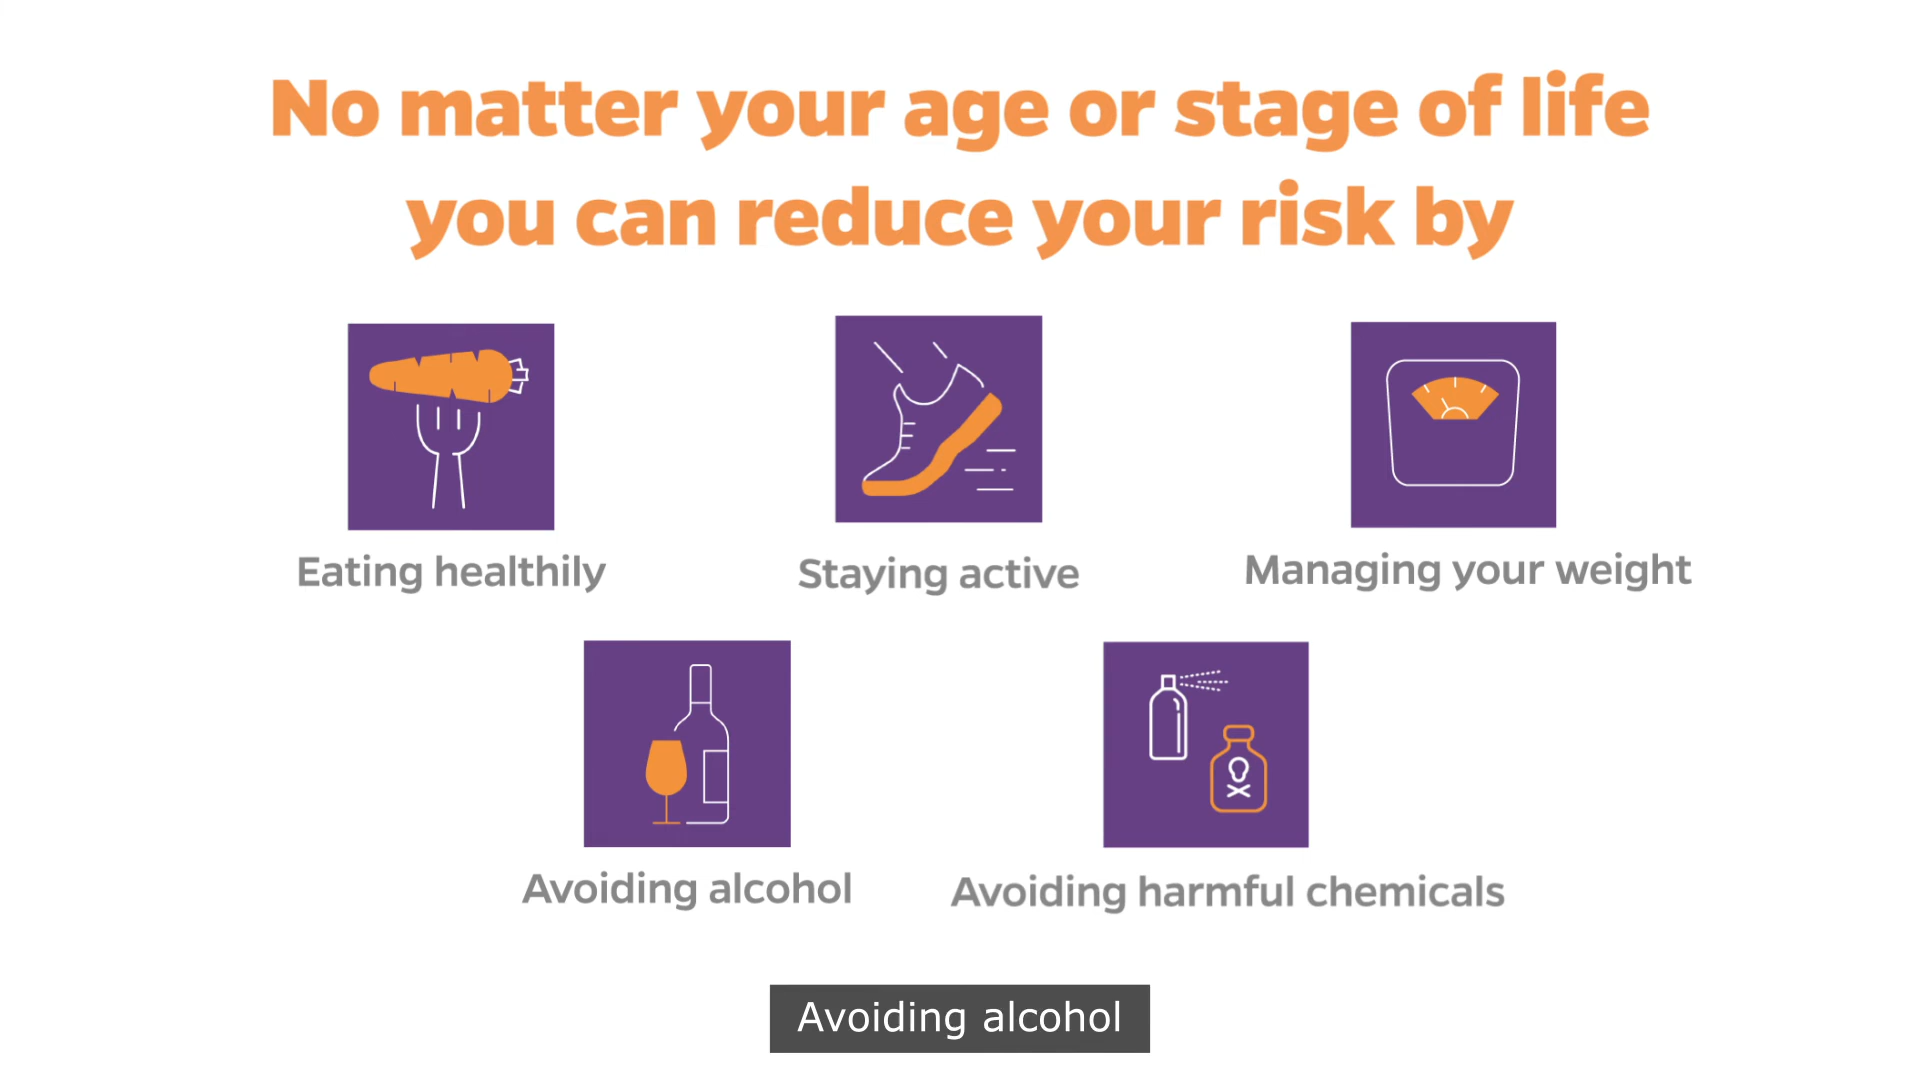 No matter your age or stage of life
you can reduce your risk by
Eating healthily
Staying active
Managing your weight
Avoiding alcohol
Avoiding harmful chemicals
Avoiding alcohol